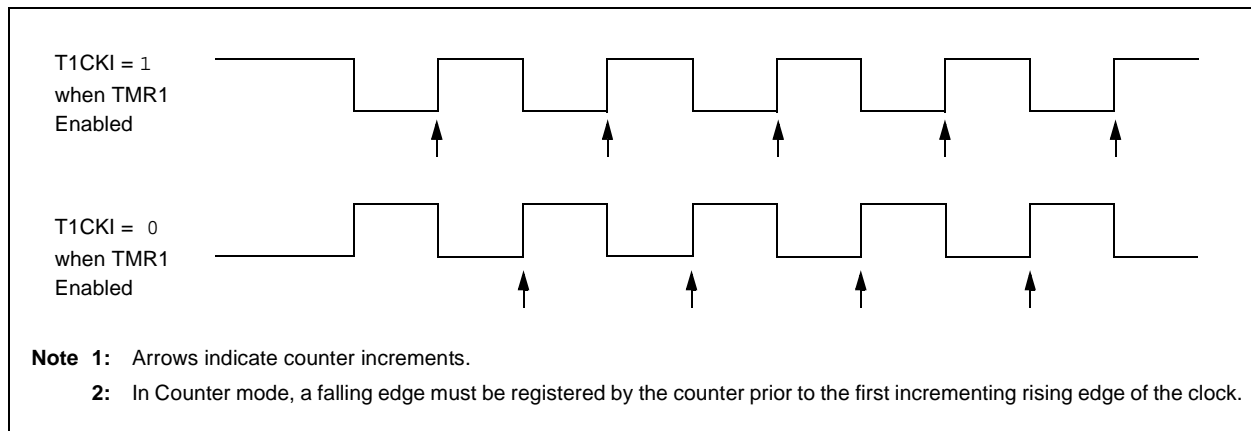 T1CKI = 1
when TMR1
Enabled
T1CKI = 0
when TMR1
Enabled
Note 1: Arrows indicate counter increments.
2: In Counter mode, a falling edge must be registered by the counter prior to the first incrementing rising edge of the clock.